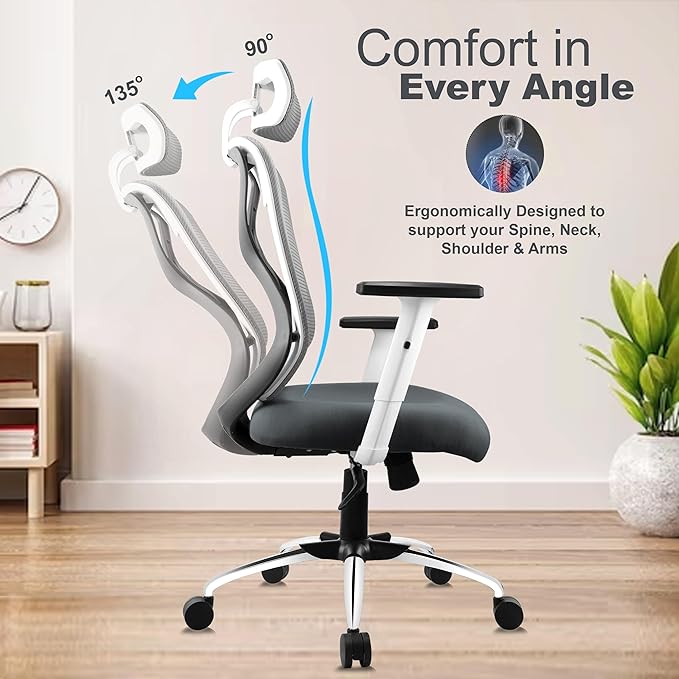 135°
90°
Comfort in
Every Angle
Ergonomically Designed to
support your Spine, Neck,
Shoulder & Arms